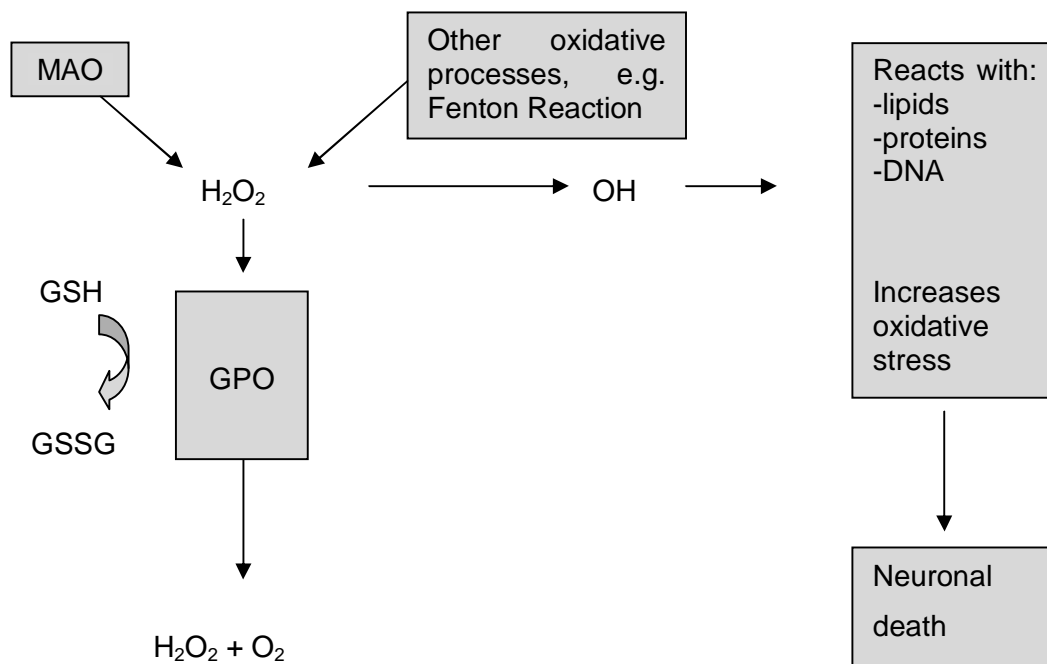 MAO
Other oxidative
processes, e.g.
Fenton Reaction
Reacts with:
-lipids
-proteins
-DNA
Increases
oxidative
stress
H₂O₂
OH
GSH
GPO
GSSG
Neuronal
death
H₂O₂ + O₂